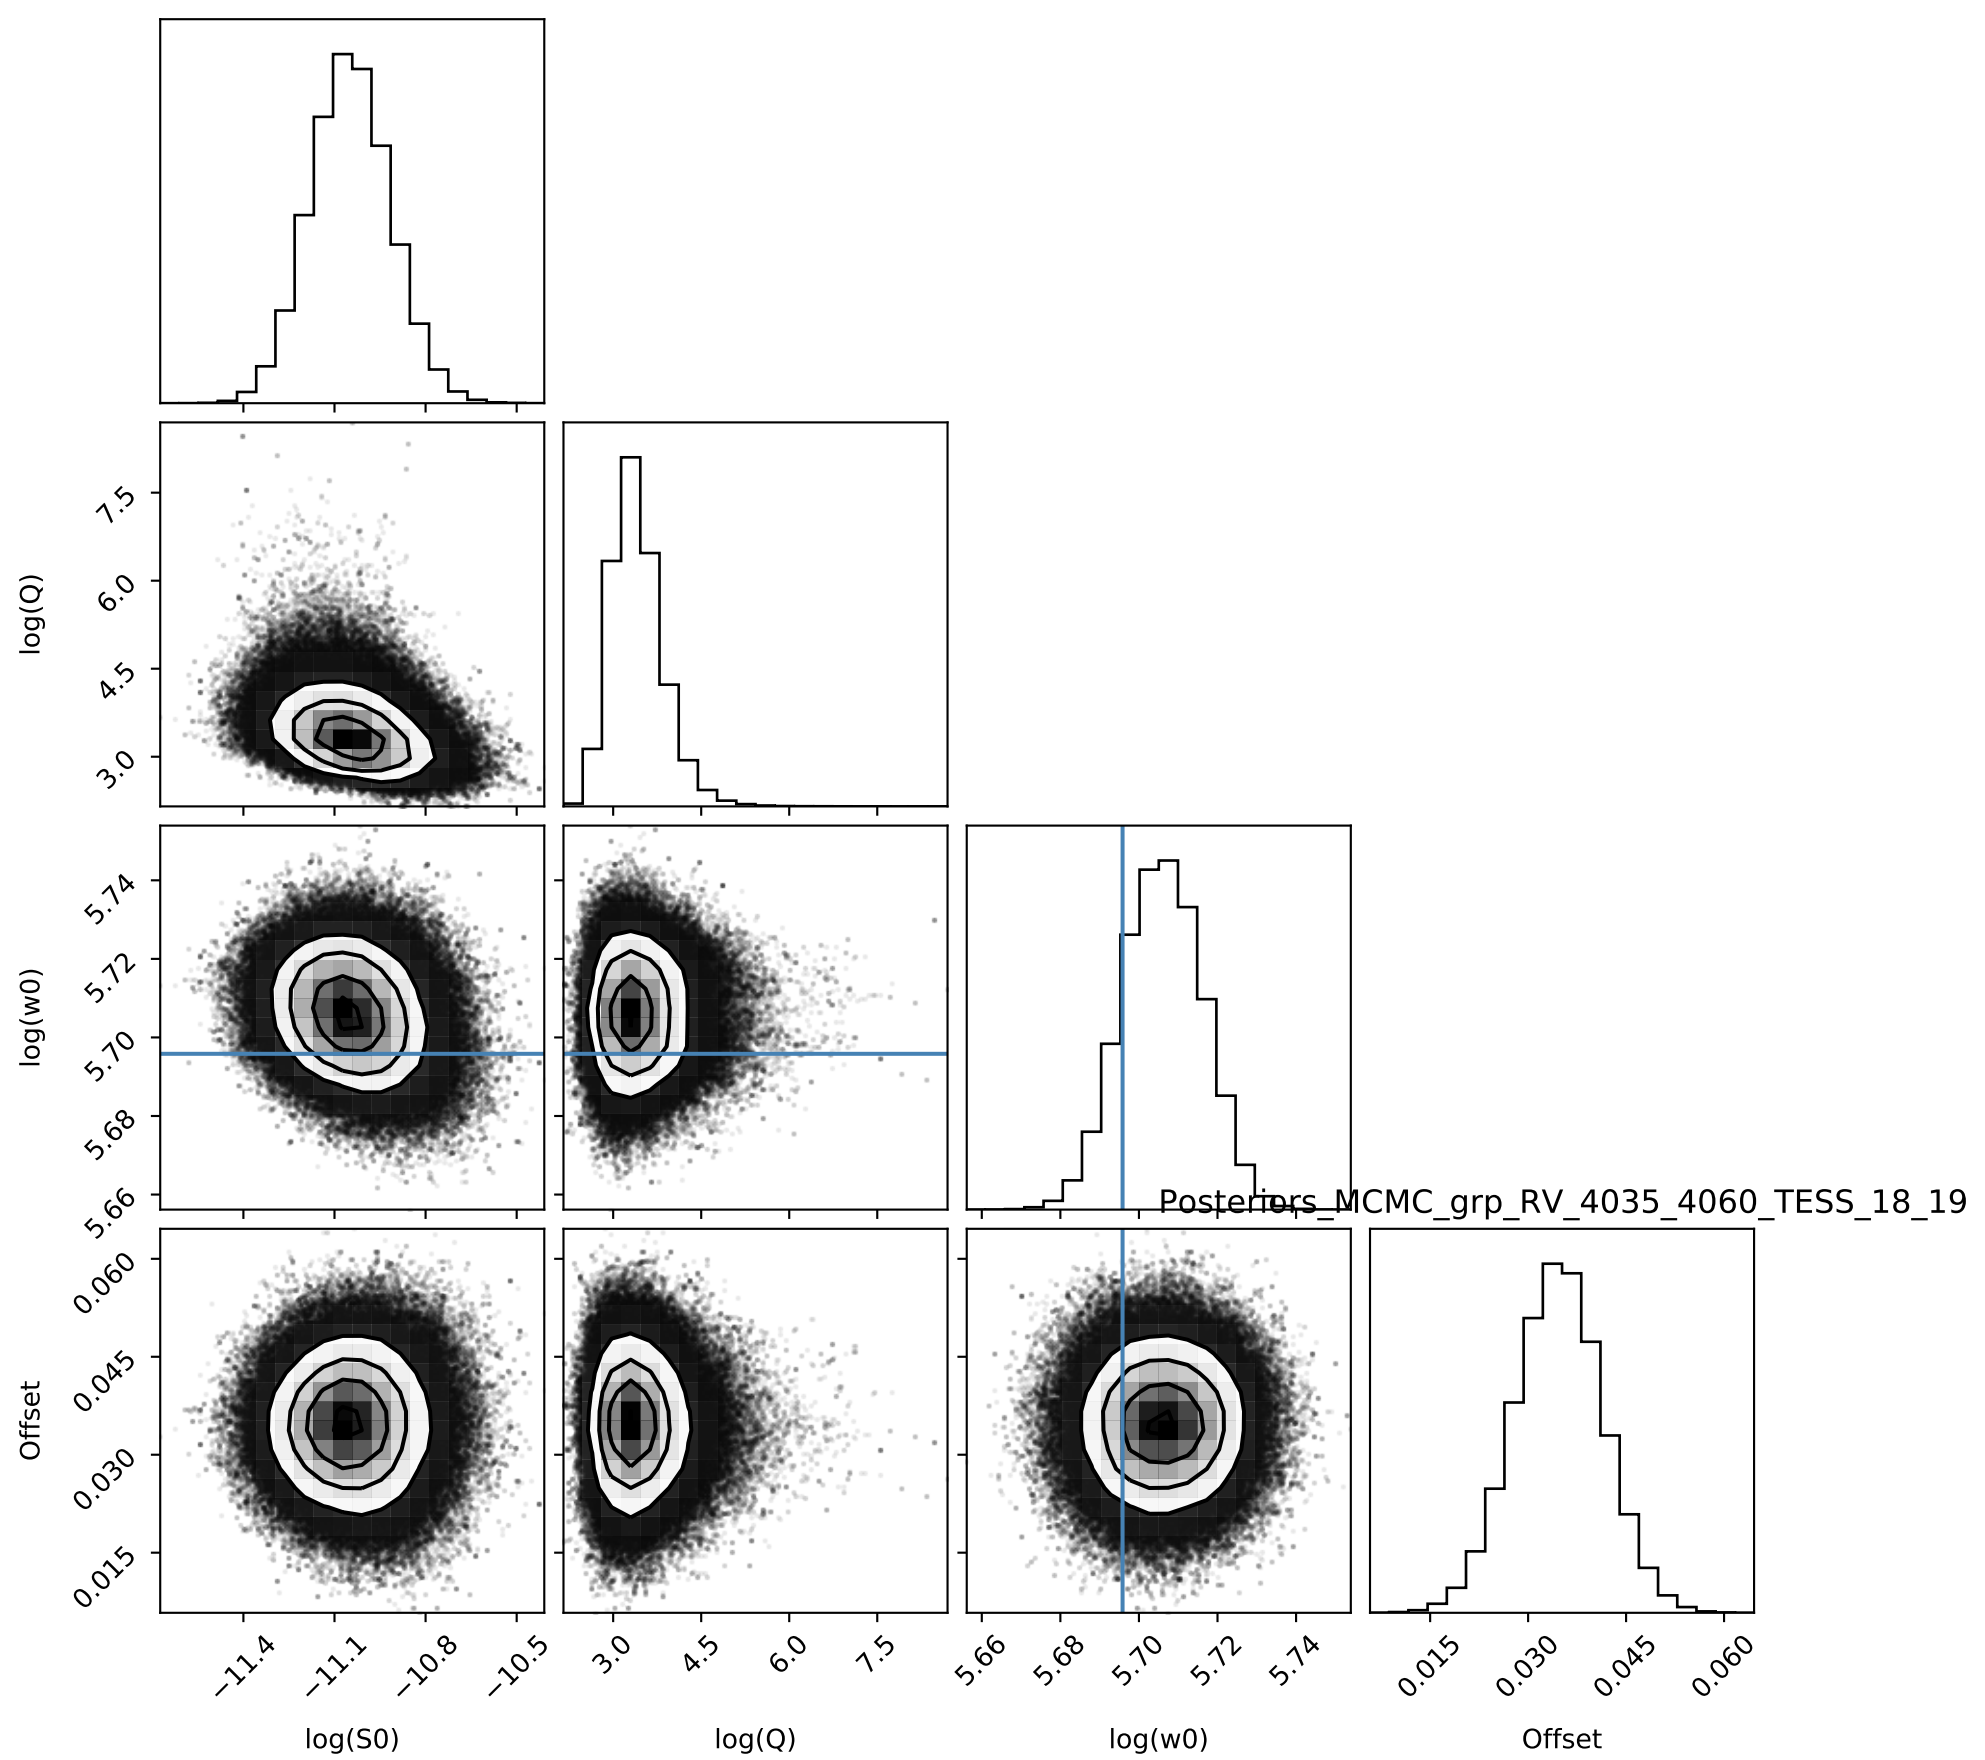 7.5
6.0
4.5
3.0
log(Q)
5.74
5.72
5.70
5.68
5.66
log(w0)
Posteriors_MCMC_grp_RV_4035_4060_TESS_18_19
0.060
0.045
0.030
0.015
Offset
−11.4 −11.1 −10.8 −10.5 3.0 4.5 6.0 7.5 5.66 5.68 5.70 5.72 5.74 0.015 0.030 0.045 0.060
log(S0) log(Q) log(w0) Offset